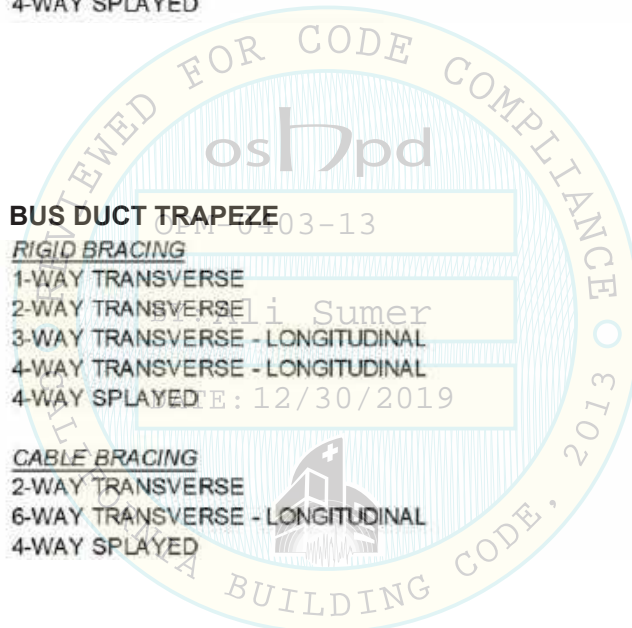 4-WAY SPLAYED
REVIEWED FOR CODE COMPLIANCE
oshpd
BUS DUCT TRAPEZE
OPM-0403-13
RIGID BRACING
1-WAY TRANSVERSE
2-WAY TRANSVERSE
BY: Ali Sumer
3-WAY TRANSVERSE - LONGITUDINAL
4-WAY TRANSVERSE - LONGITUDINAL
4-WAY SPLAYED
DATE: 12/30/2019
CABLE BRACING
2-WAY TRANSVERSE
6-WAY TRANSVERSE - LONGITUDINAL
4-WAY SPLAYED
CALIFORNIA BUILDING CODE, 2013